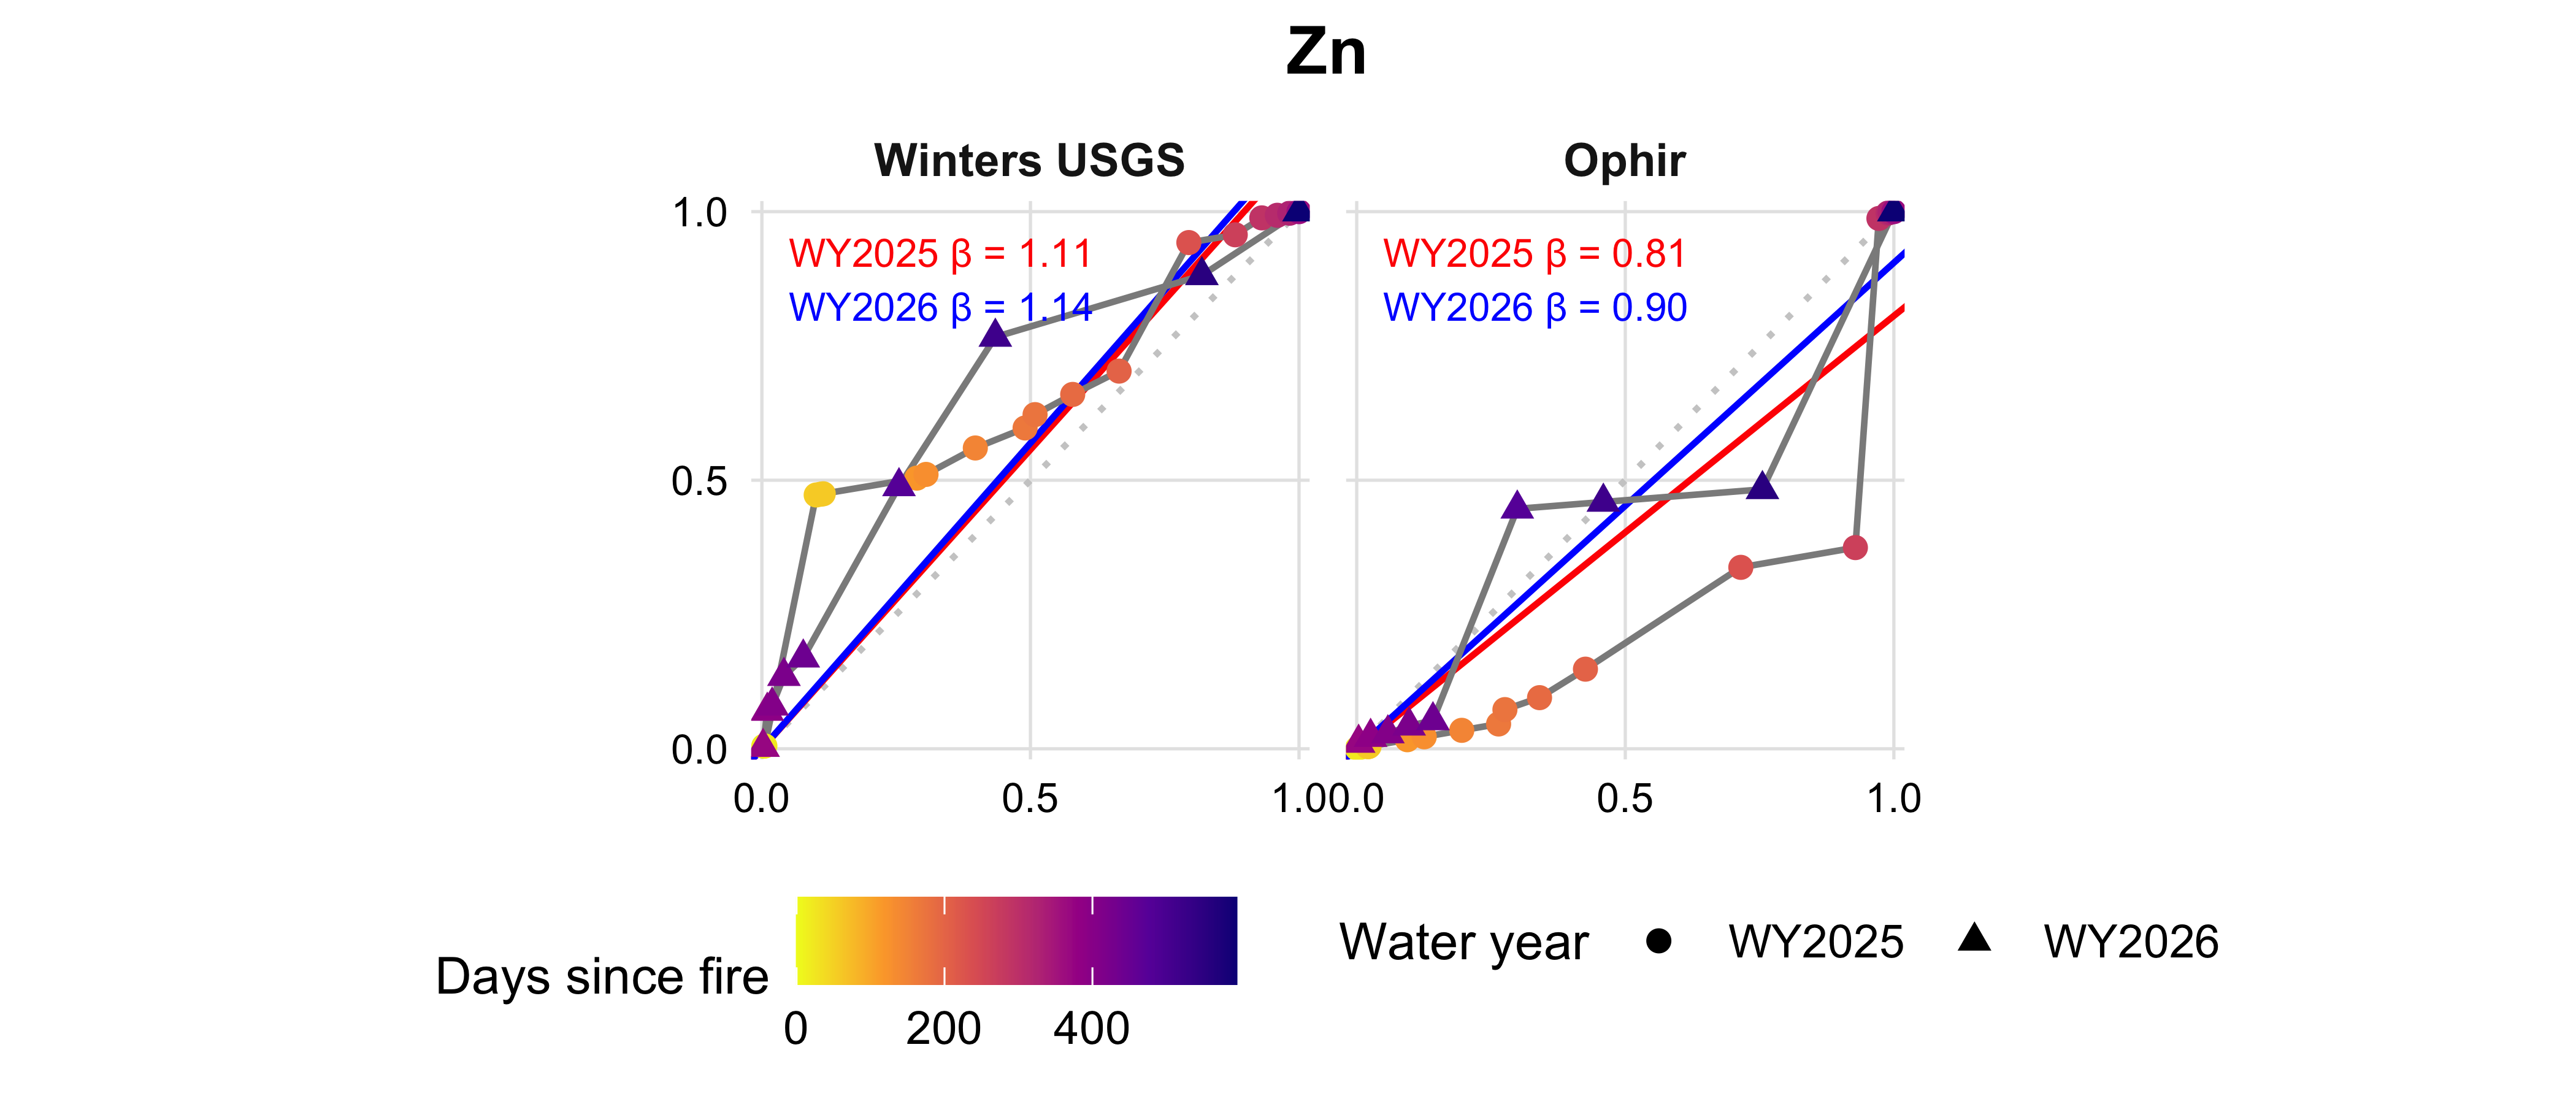 Zn
Winters USGS
Ophir
1.0
0.5
0.0
WY2025 β = 1.11
WY2026 β = 1.14
WY2025 β = 0.81
WY2026 β = 0.90
0.0 0.5 1.0 0.0 0.5 1.0
Days since fire
0 200 400
Water year WY2025 WY2026